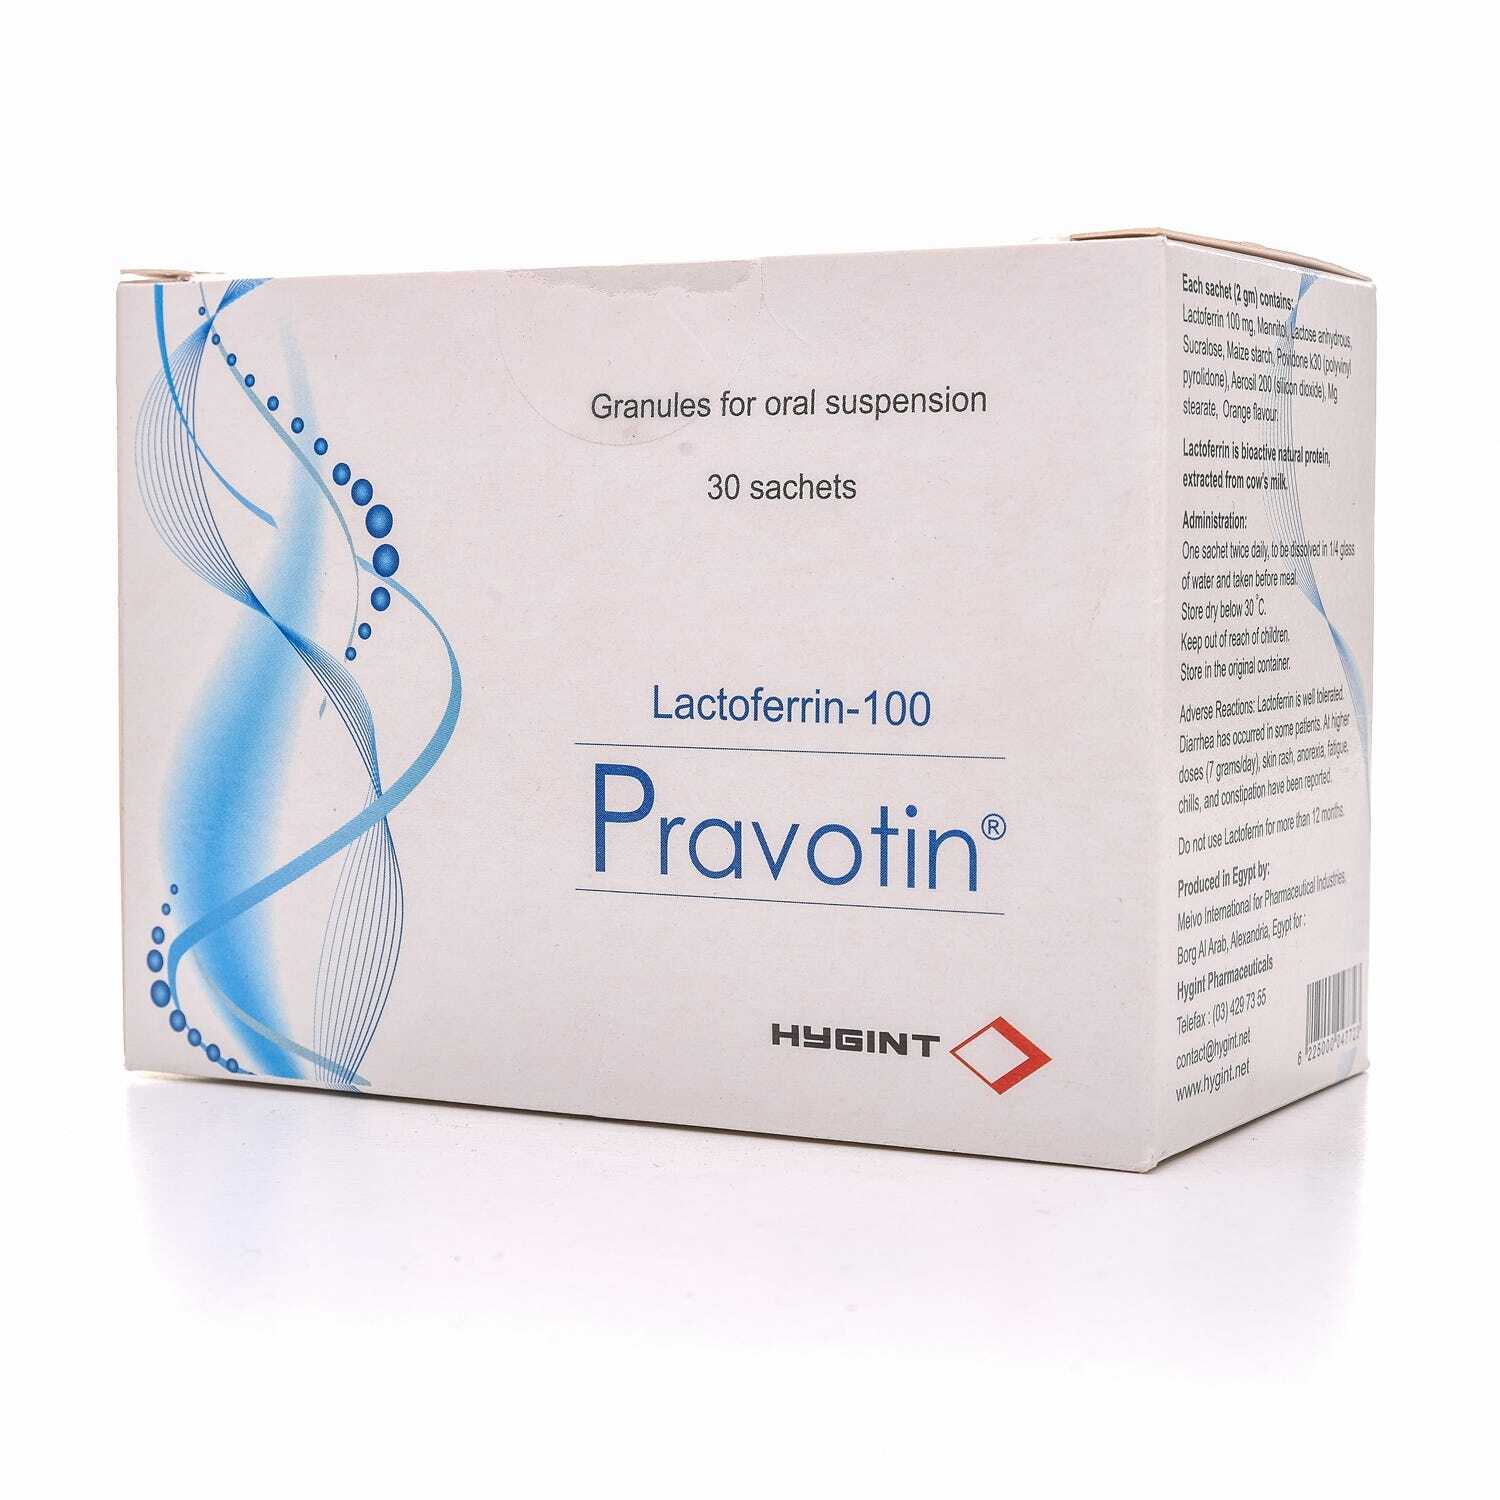 Granules for oral suspension
30 sachets
Lactoferrin-100
Pravotin®
HYGINT
Each sachet (2 gm) contains:
Lactoferrin 100 mg, Mannitol, Lactose anhydrous,
Sucralose, Maize starch, Povidone k30 (polyvinyl
pyrolidone), Aerosil 200 (silicon dioxide), Mg
stearate, Orange flavour.
Lactoferrin is bioactive natural protein,
extracted from cow's milk.
Administration:
One sachet twice daily, to be dissolved in 1/4 glass
of water and taken before meal.
Store dry below 30 °C.
Keep out of reach of children.
Store in the original container.
Adverse Reactions: Lactoferrin is well tolerated.
Diarrhea has occurred in some patients. At higher
doses (7 grams/day), skin rash, anorexia, fatigue,
chills, and constipation have been reported.
Do not use Lactoferrin for more than 12 months.
Produced in Egypt by:
Meivo International for Pharmaceutical Industries.
Borg Al Arab, Alexandria, Egypt for :
Hygint Pharmaceuticals
Telefax : (03) 429 73 55
contact@hygint.net
www.hygint.net